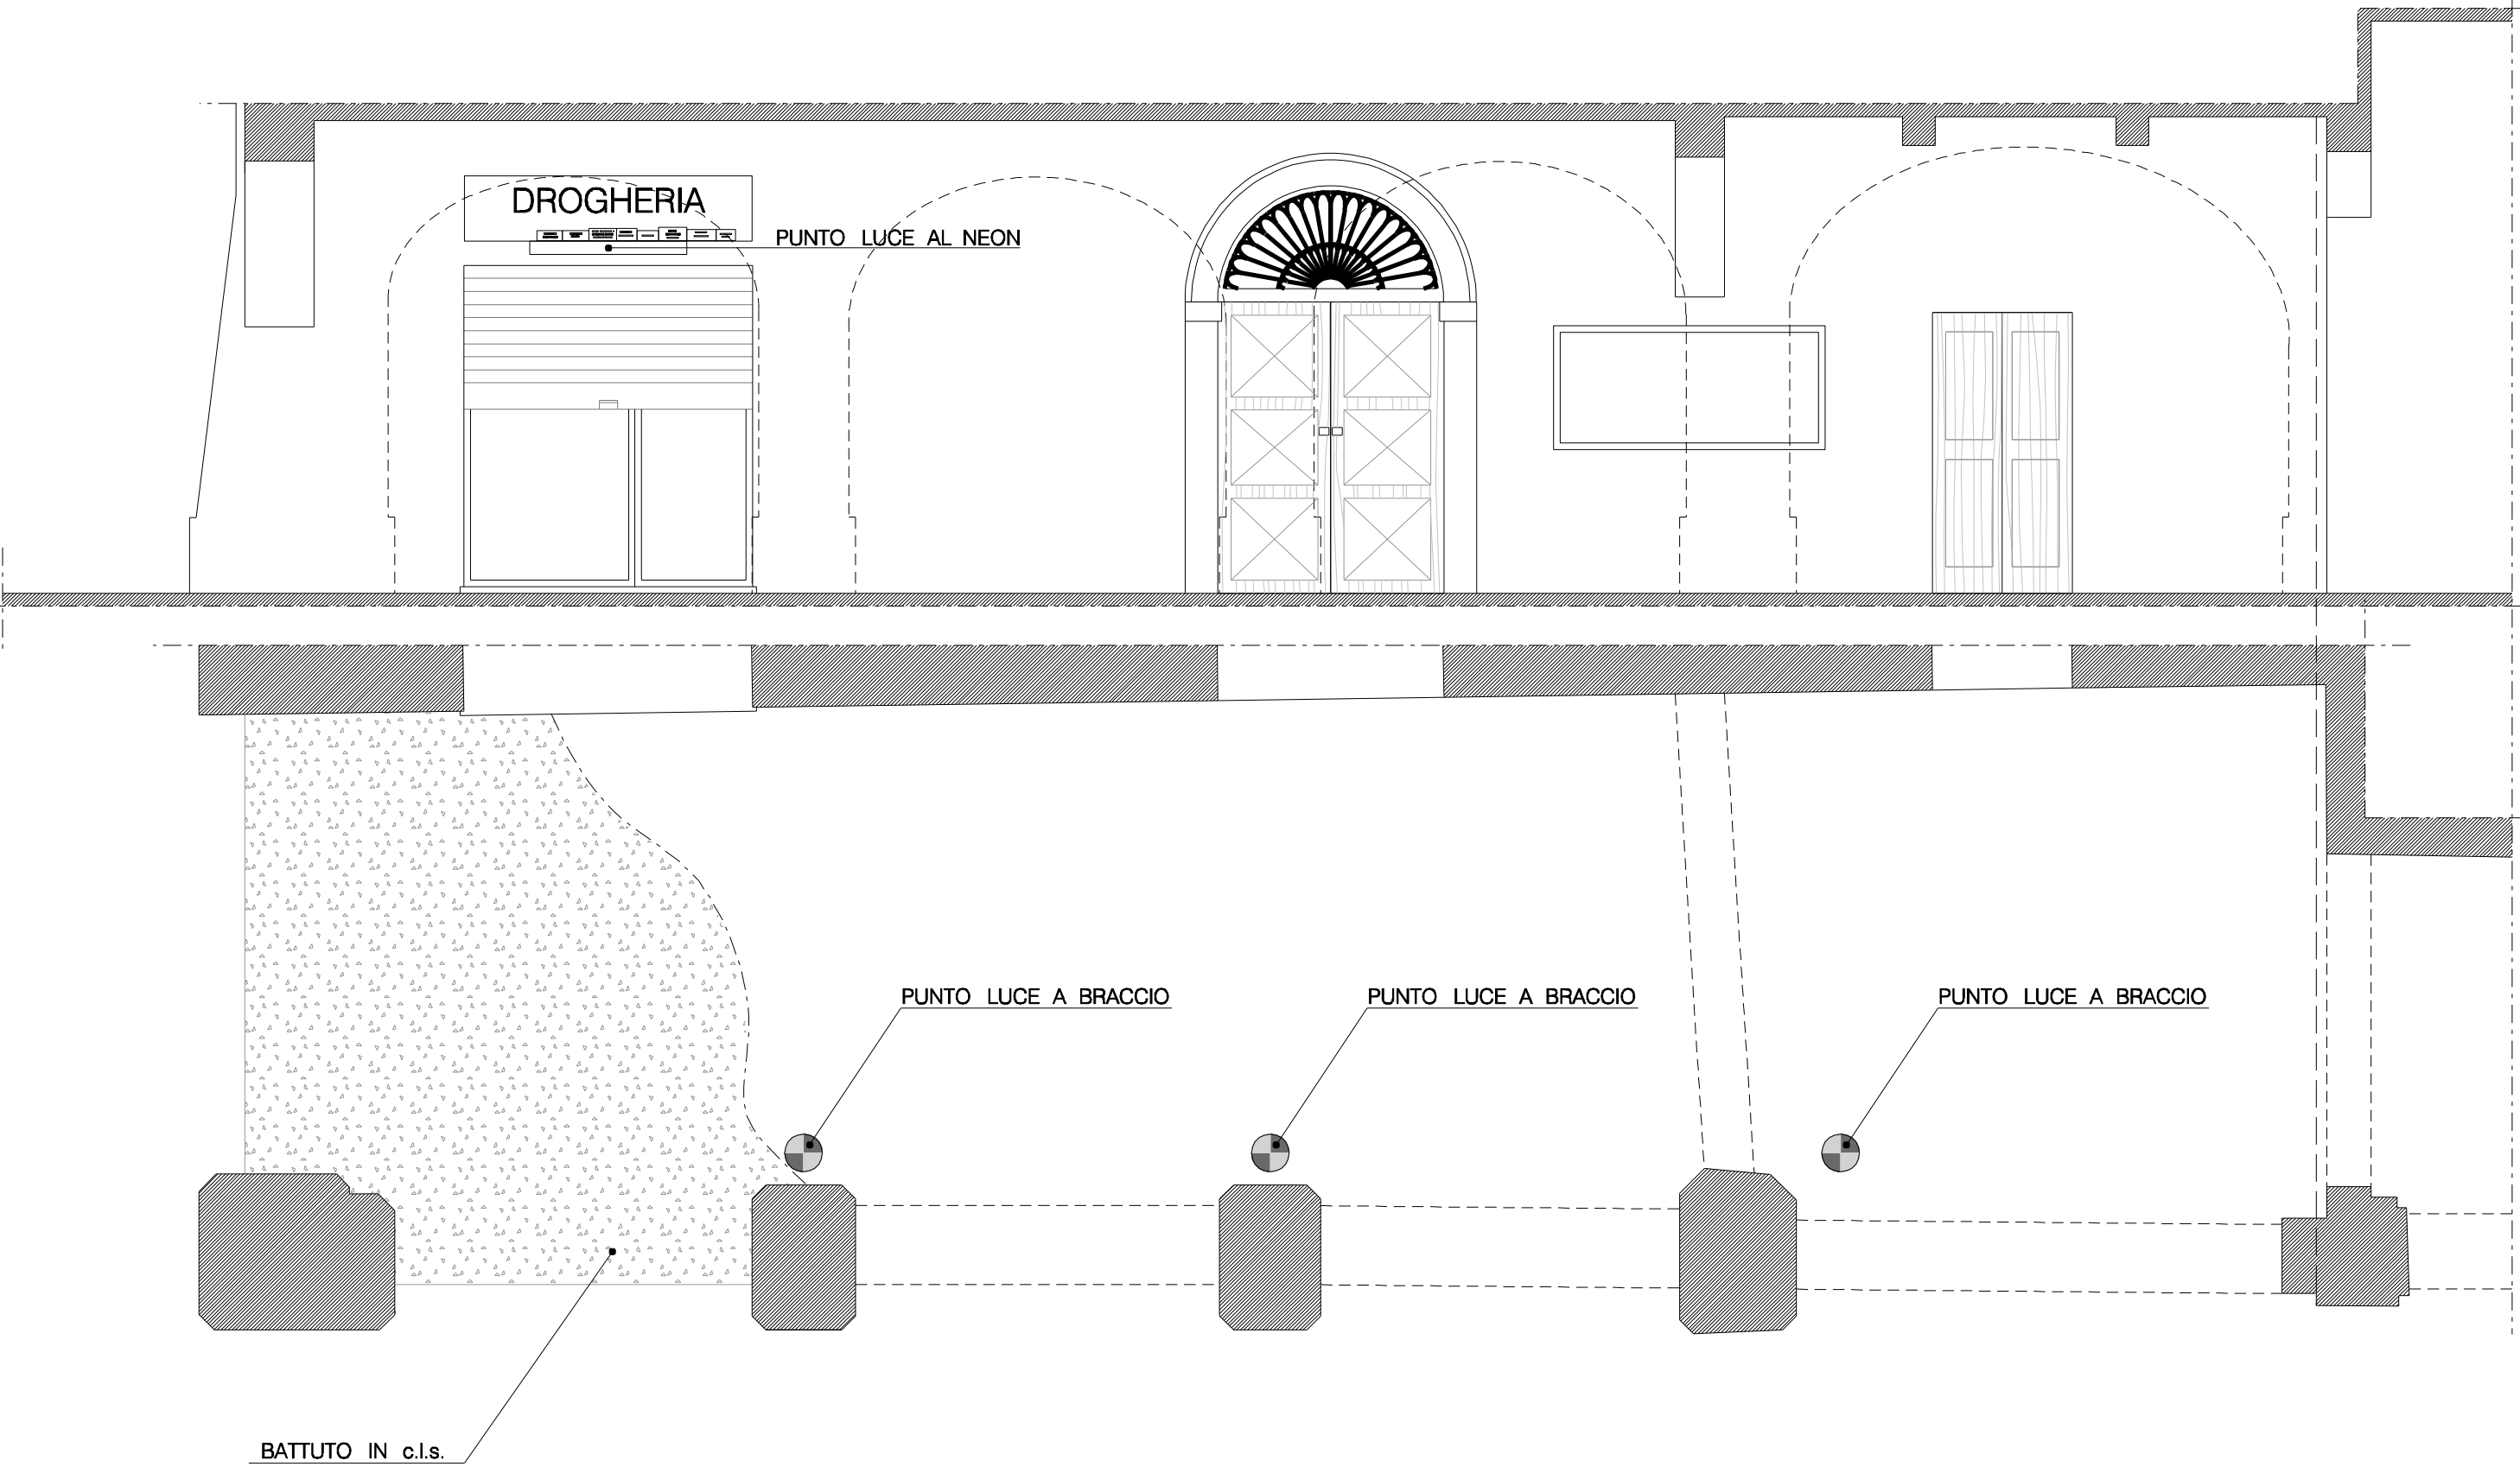 DROGHERIA
PUNTO LUCE AL NEON
PUNTO LUCE A BRACCIO
PUNTO LUCE A BRACCIO
PUNTO LUCE A BRACCIO
BATTUTO IN c.l.s.